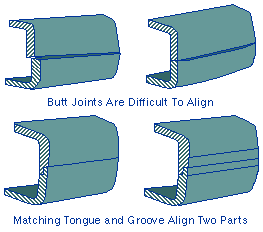 Butt Joints Are Difficult To Align
Matching Tongue and Groove Align Two Parts